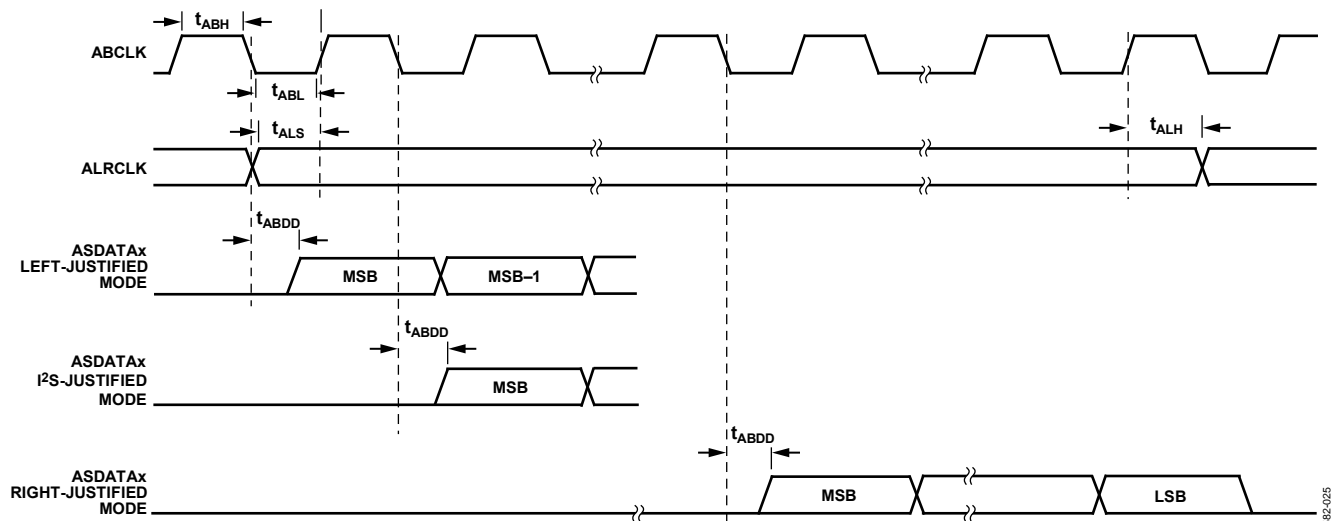 tABH
ABCLK
tABL
tALS
tALH
ALRCLK
tABDD
ASDATAx
LEFT-JUSTIFIED
MODE
MSB
MSB–1
tABDD
ASDATAx
I²S-JUSTIFIED
MODE
MSB
tABDD
ASDATAx
RIGHT-JUSTIFIED
MODE
MSB
LSB
82-025